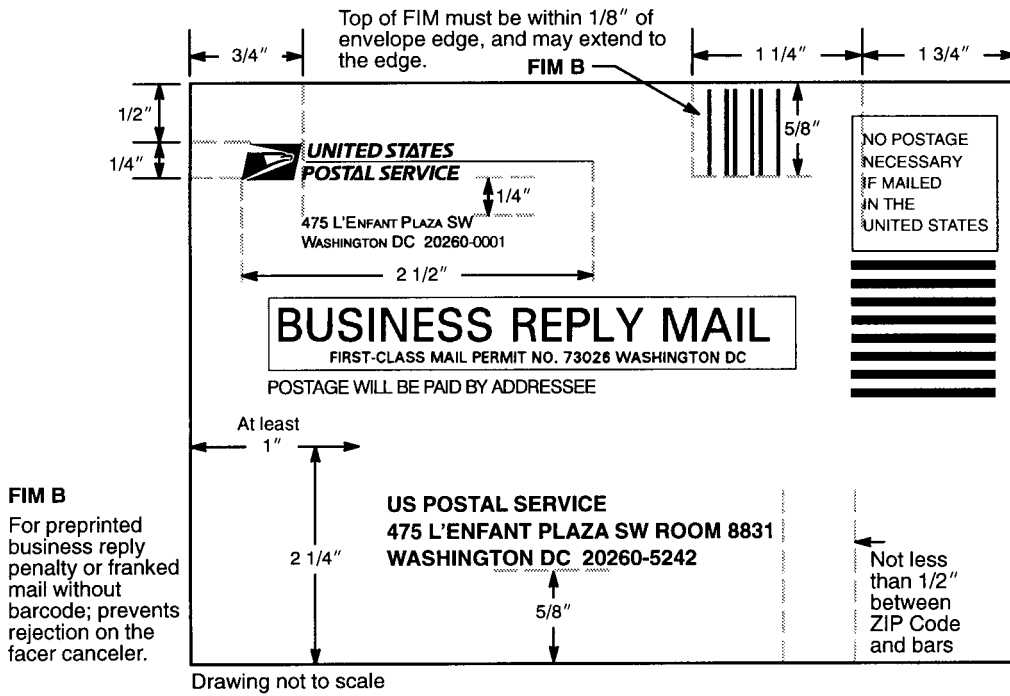 Top of FIM must be within 1/8″ of
envelope edge, and may extend to
the edge.
FIM B
3/4″
1 1/4″
1 3/4″
1/2″
1/4″
5/8″
UNITED STATES
POSTAL SERVICE
1/4″
475 L'ENFANT PLAZA SW
WASHINGTON DC 20260-0001
2 1/2″
NO POSTAGE
NECESSARY
IF MAILED
IN THE
UNITED STATES
BUSINESS REPLY MAIL
FIRST-CLASS MAIL PERMIT NO. 73026 WASHINGTON DC
POSTAGE WILL BE PAID BY ADDRESSEE
At least
1″
FIM B
For preprinted
business reply
penalty or franked
mail without
barcode; prevents
rejection on the
facer canceler.
2 1/4″
US POSTAL SERVICE
475 L'ENFANT PLAZA SW ROOM 8831
WASHINGTON DC 20260-5242
5/8″
Not less
than 1/2″
between
ZIP Code
and bars
Drawing not to scale